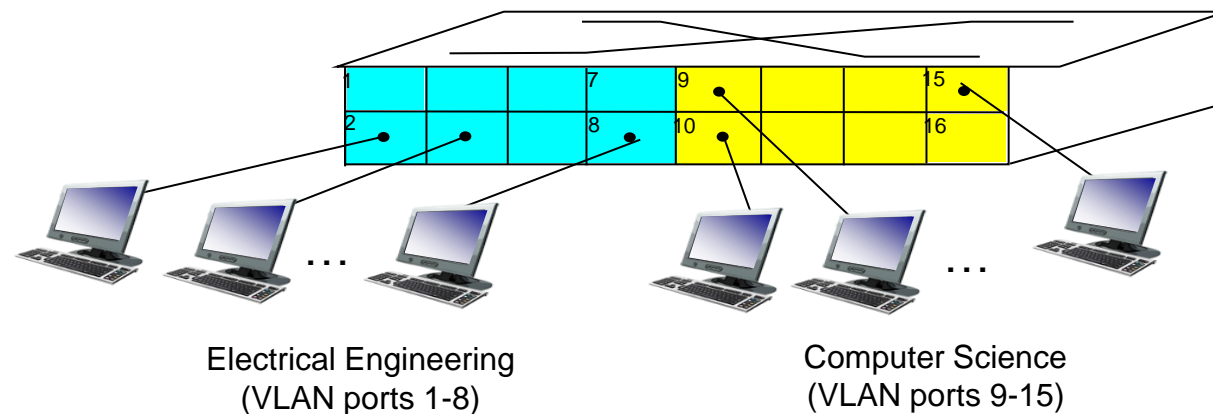 1 7 9 15
2 8 10 16
... ...
Electrical Engineering
(VLAN ports 1-8)
Computer Science
(VLAN ports 9-15)